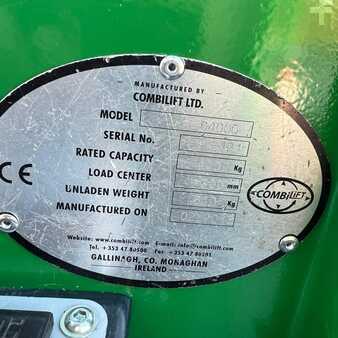 MANUFACTURED BY
COMBILIFT LTD.
MODEL
SERIAL No.
RATED CAPACITY Kg
LOAD CENTER mm
UNLADEN WEIGHT Kg
MANUFACTURED ON
CE
COMBiLiFT
Website: www.combilift.com E-mail: info@combilift.com
Tel: +353 47 80500 Fax: +353 47 80501
GALLINAGH, CO. MONAGHAN
IRELAND